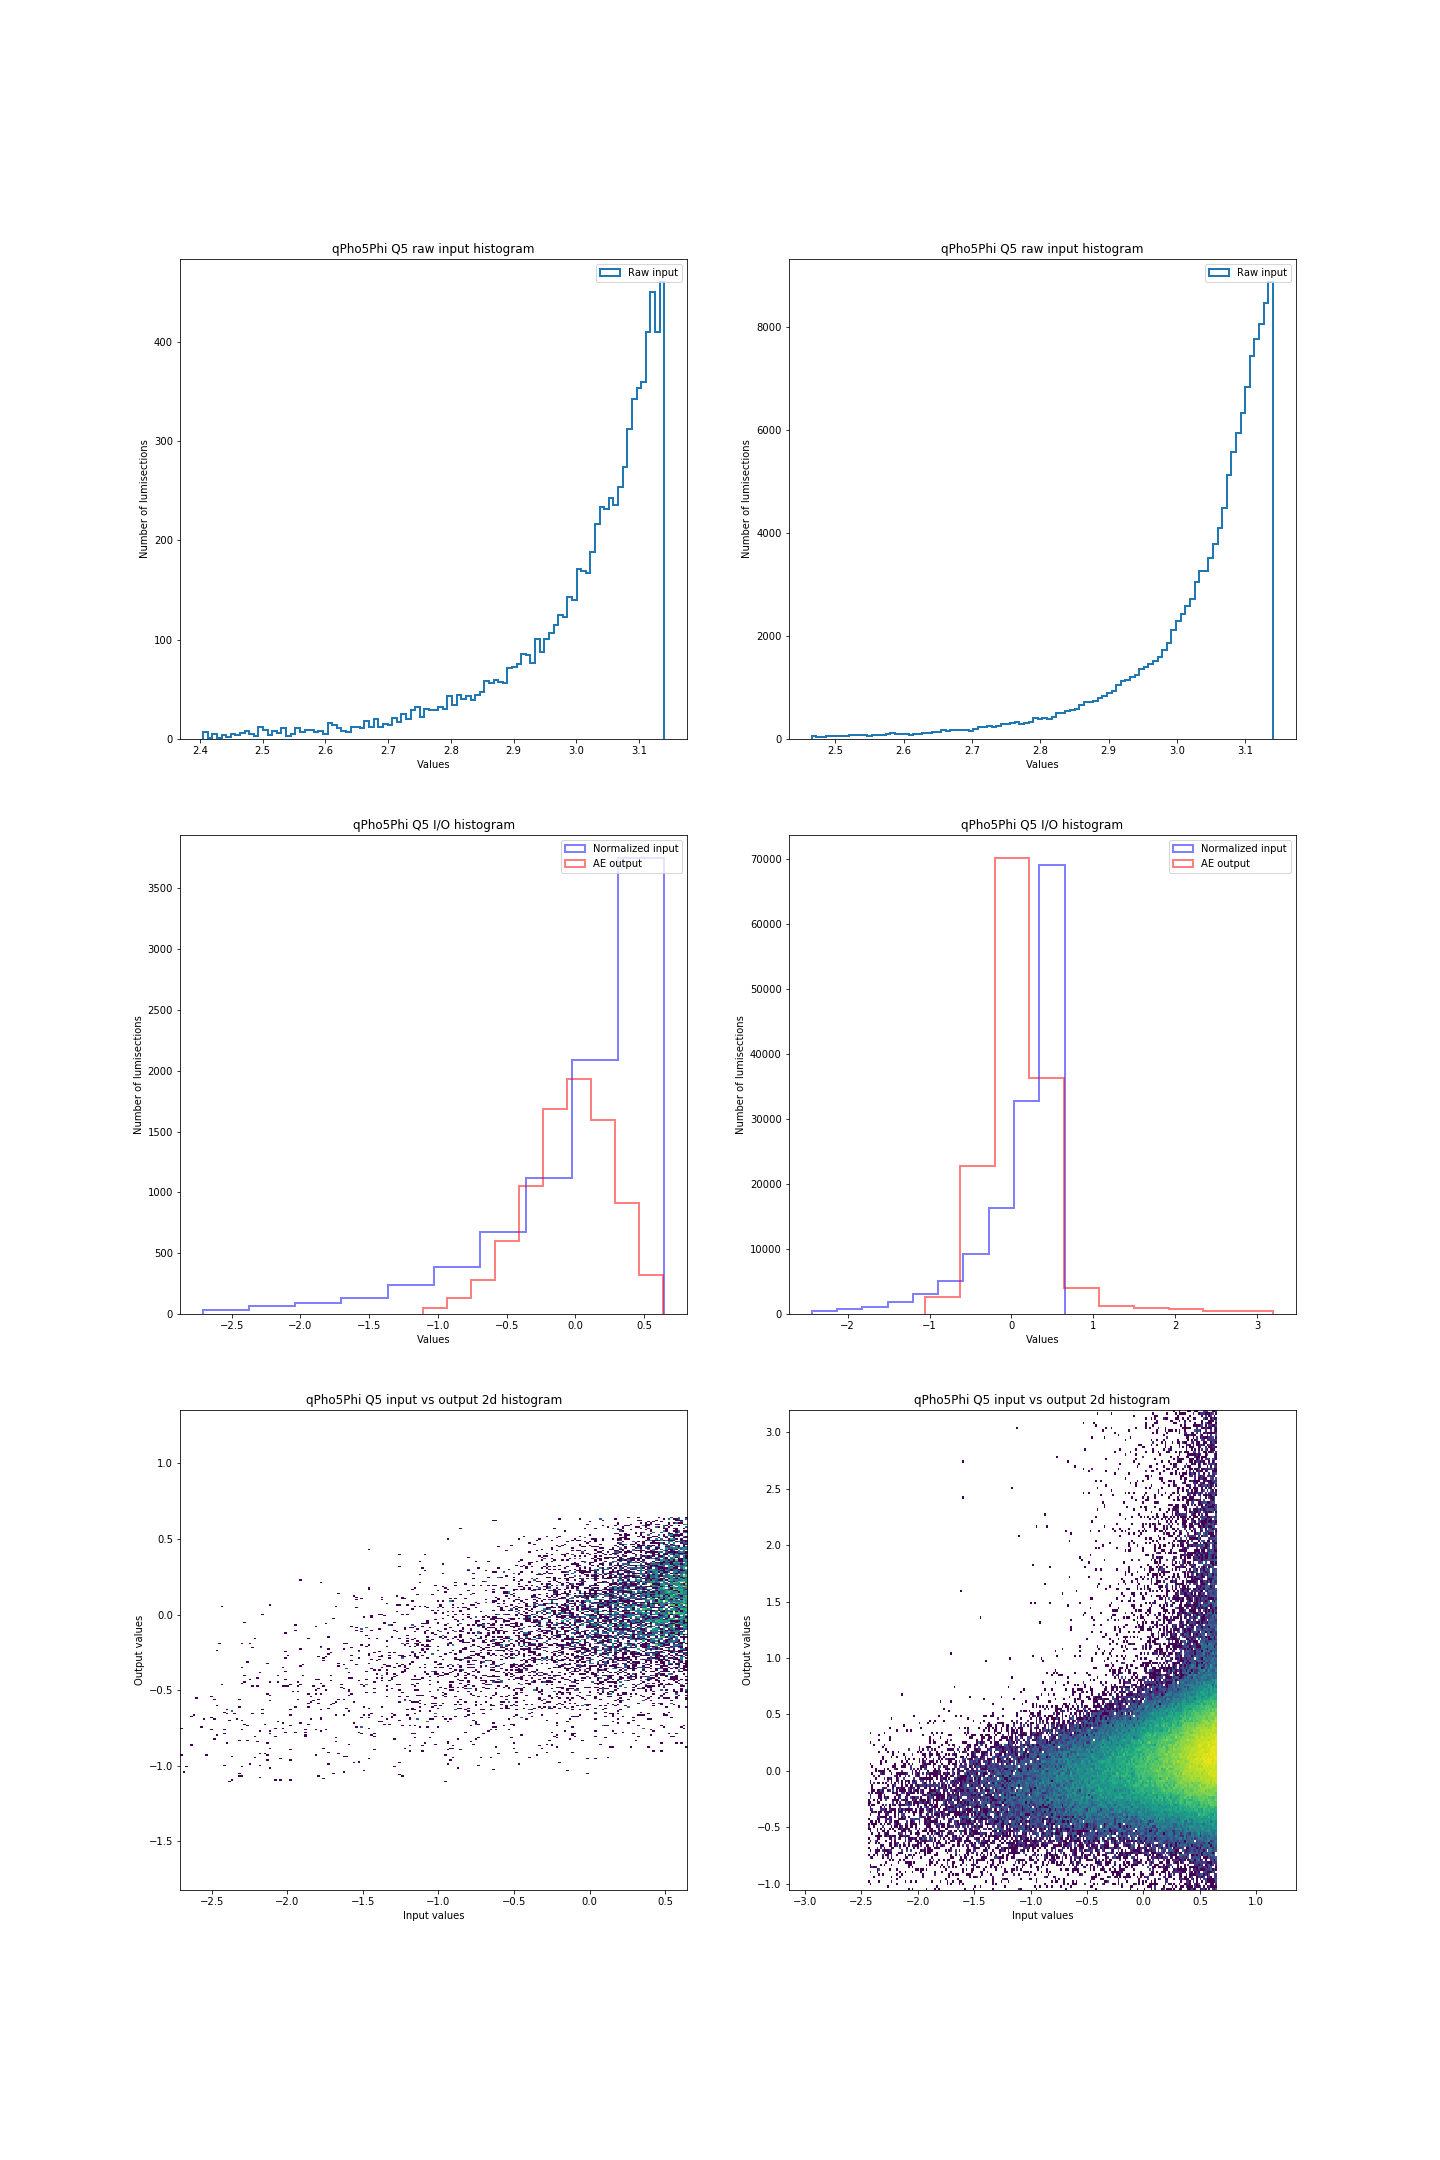 qPho5Phi Q5 raw input histogram
Raw input
400
300
200
100
0
Number of lumisections
2.4 2.5 2.6 2.7 2.8 2.9 3.0 3.1
Values
qPho5Phi Q5 raw input histogram
Raw input
8000
6000
4000
2000
0
Number of lumisections
2.5 2.6 2.7 2.8 2.9 3.0 3.1
Values
qPho5Phi Q5 I/O histogram
Normalized input
AE output
3500
3000
2500
2000
1500
1000
500
0
Number of lumisections
−2.5 −2.0 −1.5 −1.0 −0.5 0.0 0.5
Values
qPho5Phi Q5 I/O histogram
Normalized input
AE output
70000
60000
50000
40000
30000
20000
10000
0
Number of lumisections
−2 −1 0 1 2 3
Values
qPho5Phi Q5 input vs output 2d histogram
1.0
0.5
0.0
−0.5
−1.0
−1.5
Output values
−2.5 −2.0 −1.5 −1.0 −0.5 0.0 0.5
Input values
qPho5Phi Q5 input vs output 2d histogram
3.0
2.5
2.0
1.5
1.0
0.5
0.0
−0.5
−1.0
Output values
−3.0 −2.5 −2.0 −1.5 −1.0 −0.5 0.0 0.5 1.0
Input values